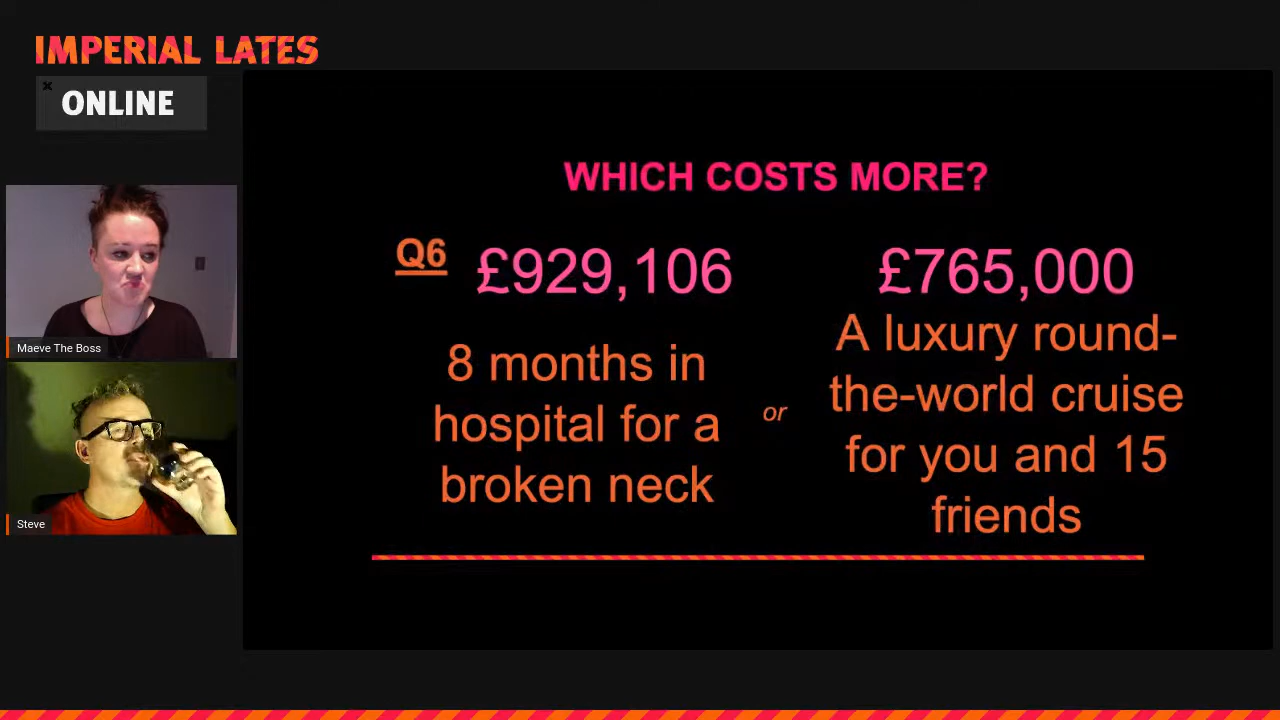 IMPERIAL LATES
ONLINE
WHICH COSTS MORE?
Q6
£929,106
£765,000
8 months in
hospital for a
broken neck
or
A luxury round-
the-world cruise
for you and 15
friends
Maeve The Boss
Steve